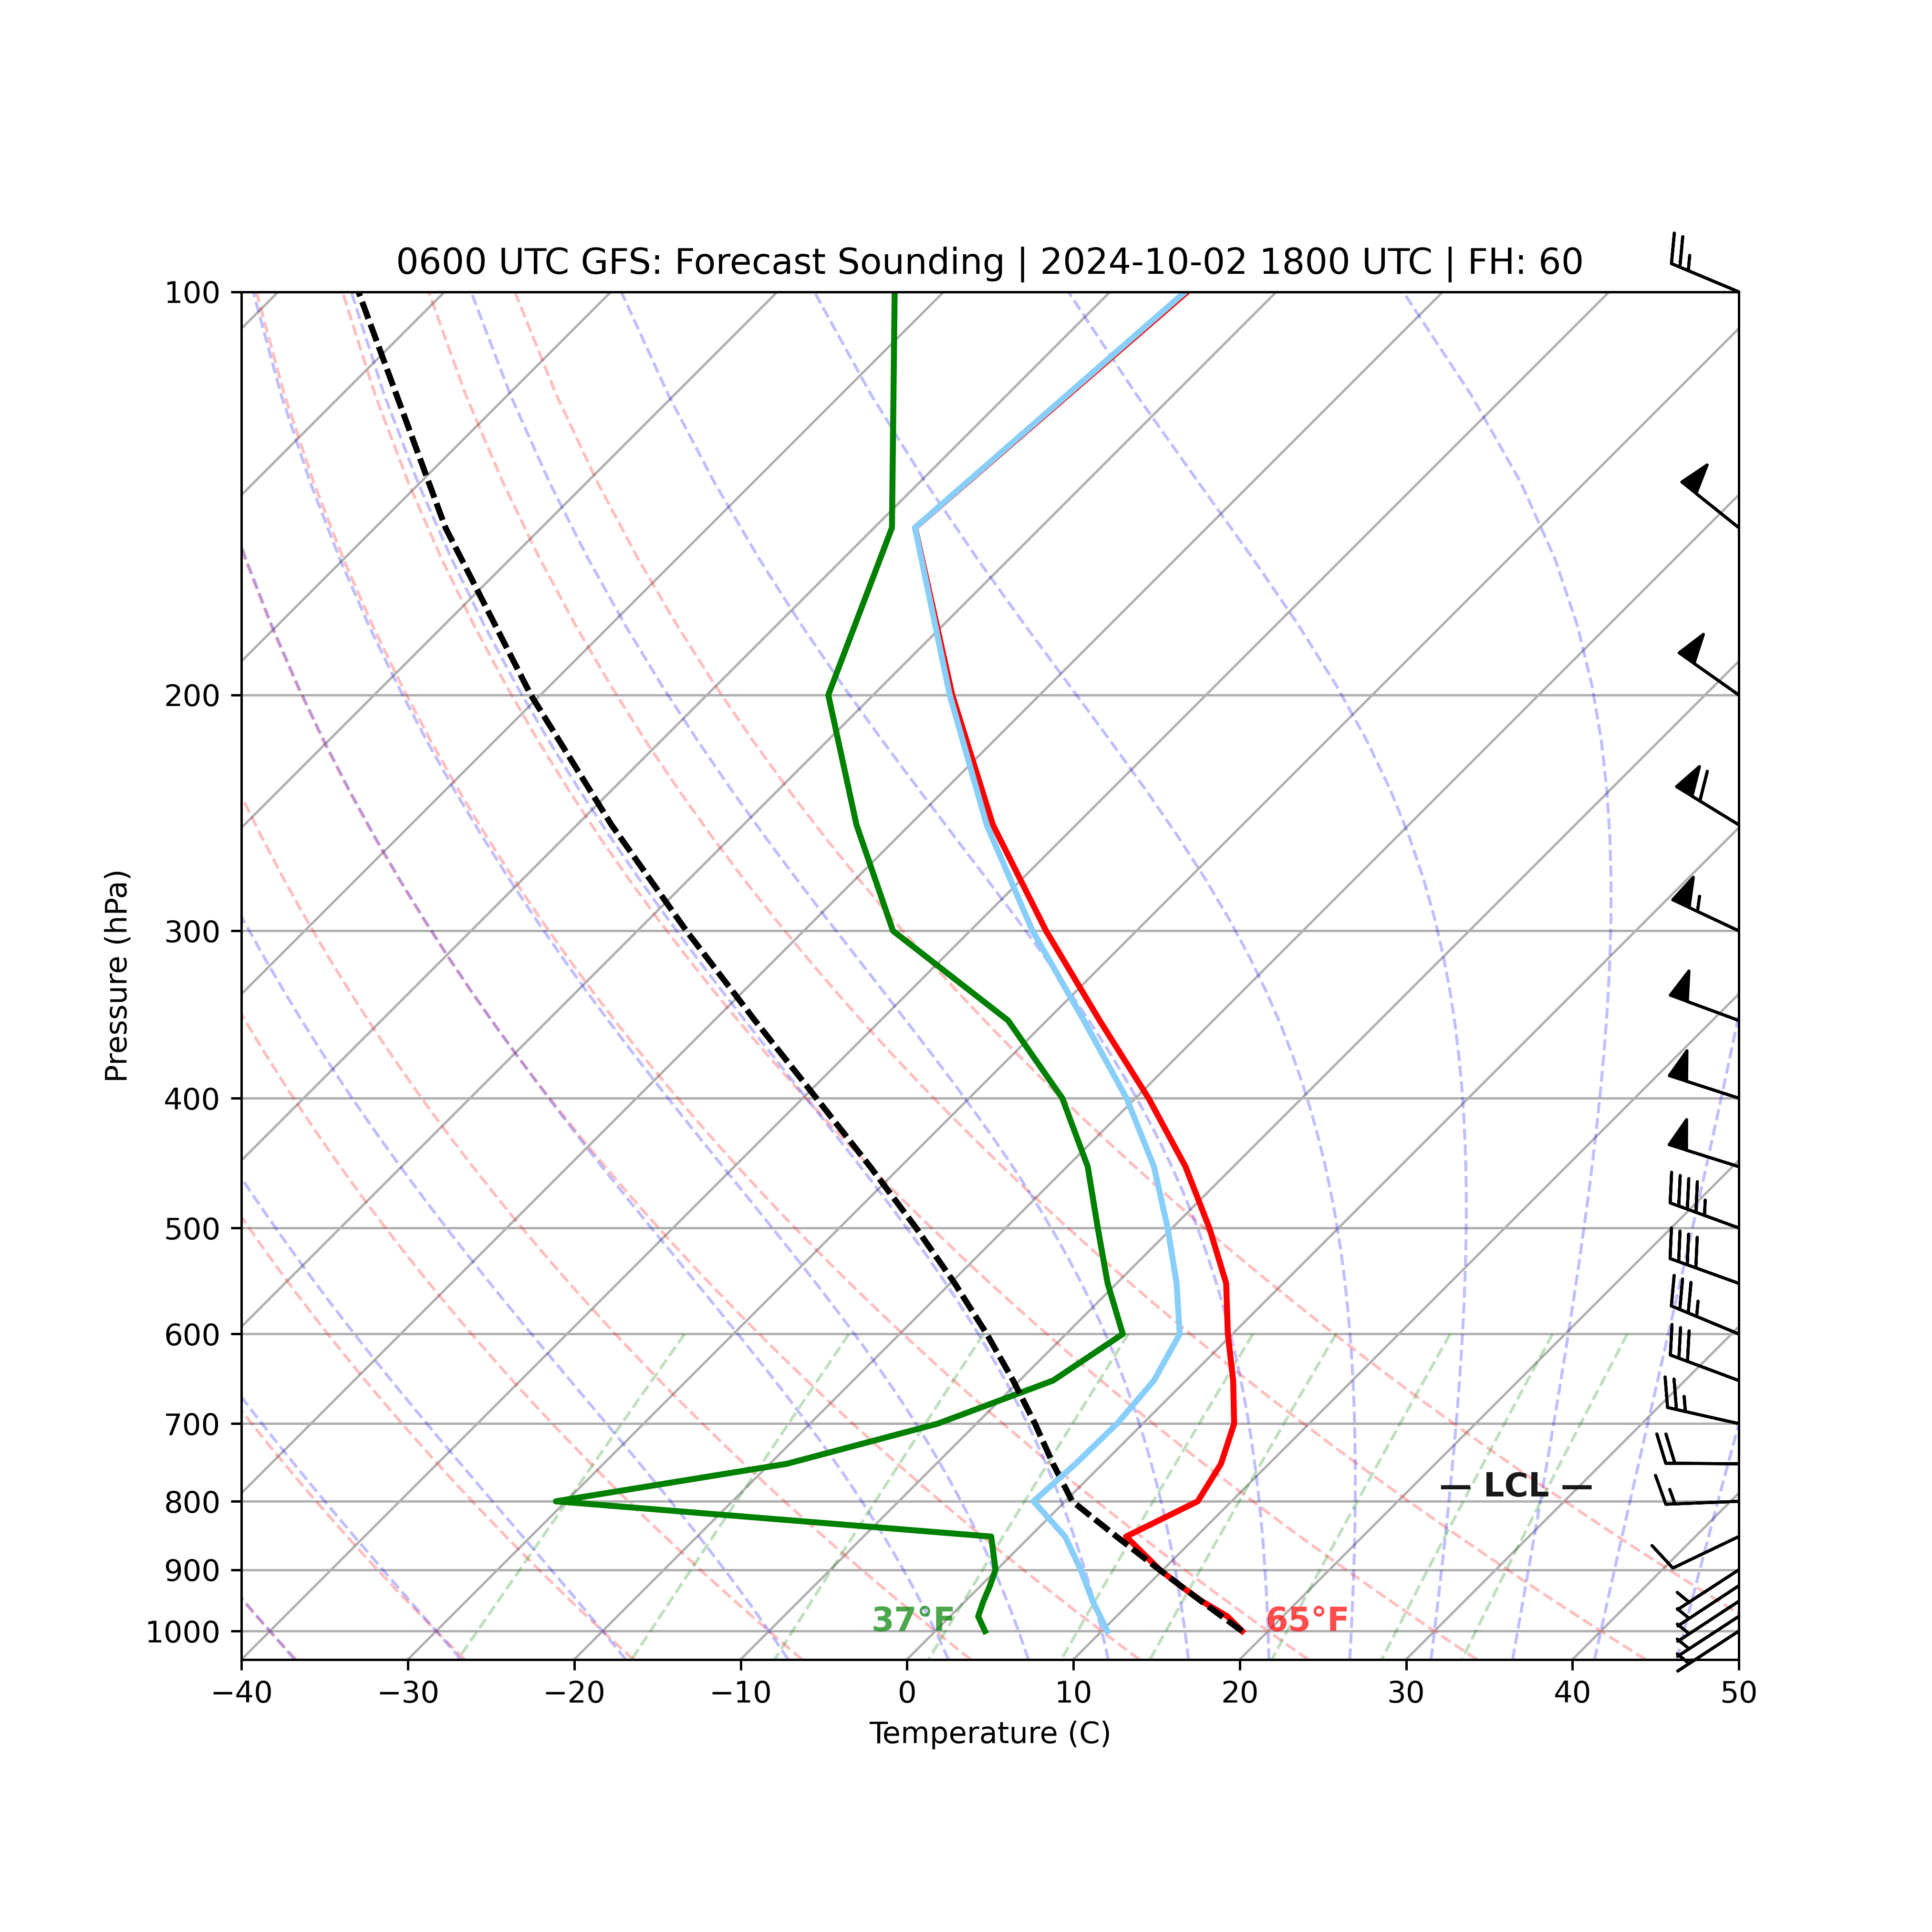 0600 UTC GFS: Forecast Sounding | 2024-10-02 1800 UTC | FH: 60
100
200
300
400
500
600
700
800
900
1000
Pressure (hPa)
— LCL —
37°F
65°F
−40 −30 −20 −10 0 10 20 30 40 50
Temperature (C)